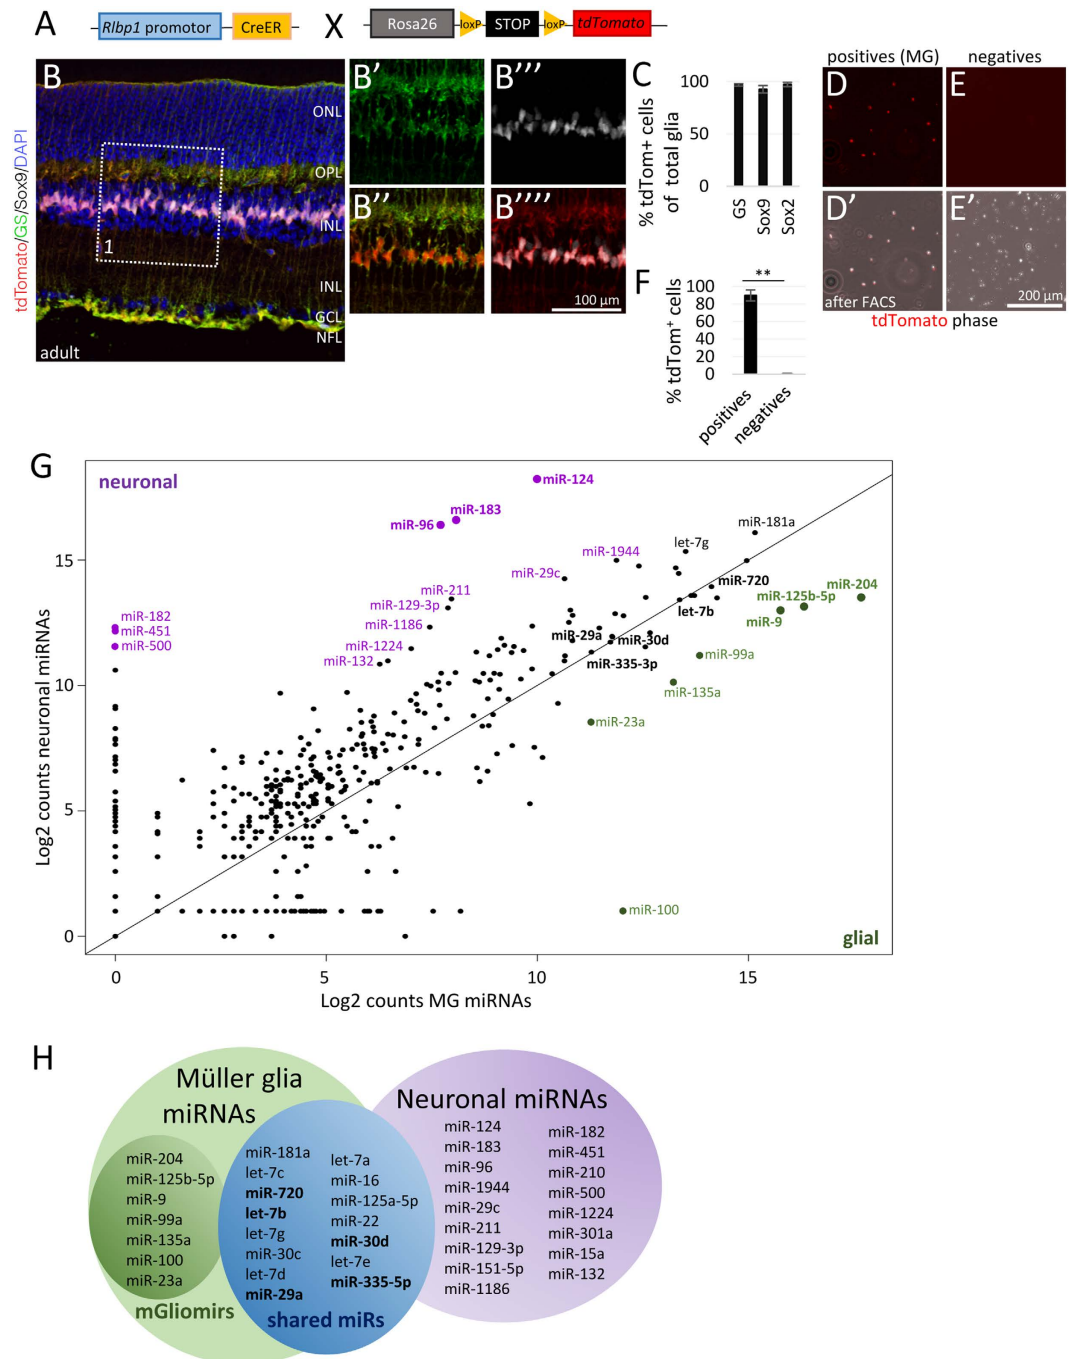 A
Rlbp1 promotor
CreER
X
Rosa26
loxP
STOP
loxP
tdTomato
B
tdTomato/GS/Sox9/DAPI
ONL
OPL
INL
INL
GCL
NFL
1
adult
B'
B'''
B''
B''''
100 µm
C
% tdTom+ cells
of total glia
100
50
0
GS
Sox9
Sox2
positives (MG)
negatives
D
E
D'
E'
after FACS
200 µm
tdTomato phase
F
% tdTom+ cells
**
100
80
60
40
20
0
positives
negatives
G
neuronal
miR-124
miR-183
miR-96
miR-181a
let-7g
miR-1944
miR-29c
miR-720
miR-204
miR-211
miR-125b-5p
miR-129-3p
let-7b
miR-9
miR-182
miR-451
miR-1186
miR-500
miR-29a
miR-30d
miR-1224
miR-132
miR-335-3p
miR-99a
miR-135a
miR-23a
miR-100
glial
Log2 counts neuronal miRNAs
15
10
5
0
0
5
10
15
Log2 counts MG miRNAs
H
Müller glia
miRNAs
miR-204
miR-125b-5p
miR-9
miR-99a
miR-135a
miR-100
miR-23a
mGliomirs
miR-181a
let-7c
miR-720
let-7b
let-7g
miR-30c
let-7d
miR-29a
let-7a
miR-16
miR-125a-5p
miR-22
miR-30d
let-7e
miR-335-5p
shared miRs
Neuronal miRNAs
miR-124
miR-183
miR-96
miR-1944
miR-29c
miR-211
miR-129-3p
miR-151-5p
miR-1186
miR-182
miR-451
miR-210
miR-500
miR-1224
miR-301a
miR-15a
miR-132